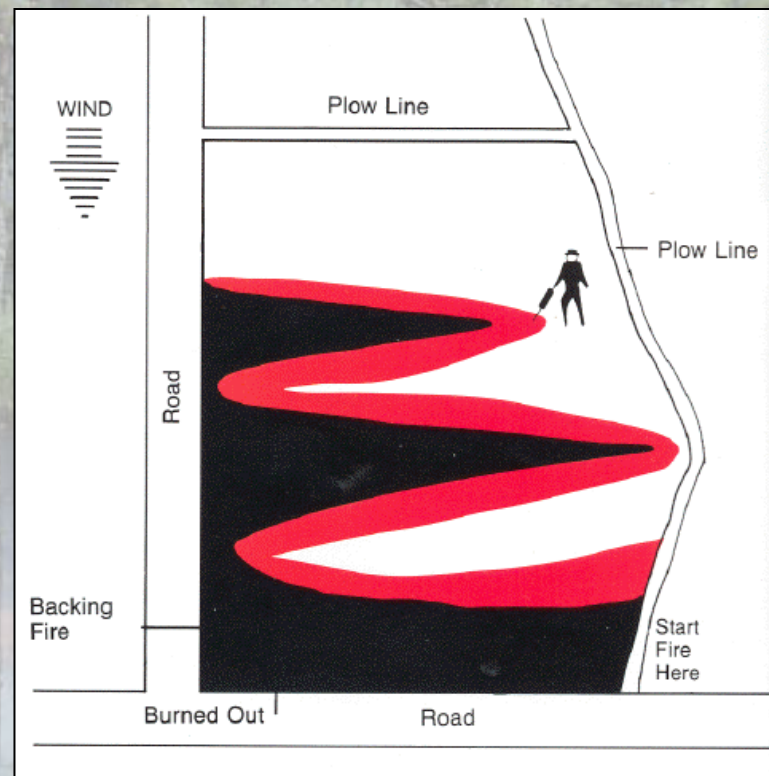 WIND
Plow Line
Plow Line
Road
Backing
Fire
Start
Fire
Here
Burned Out
Road